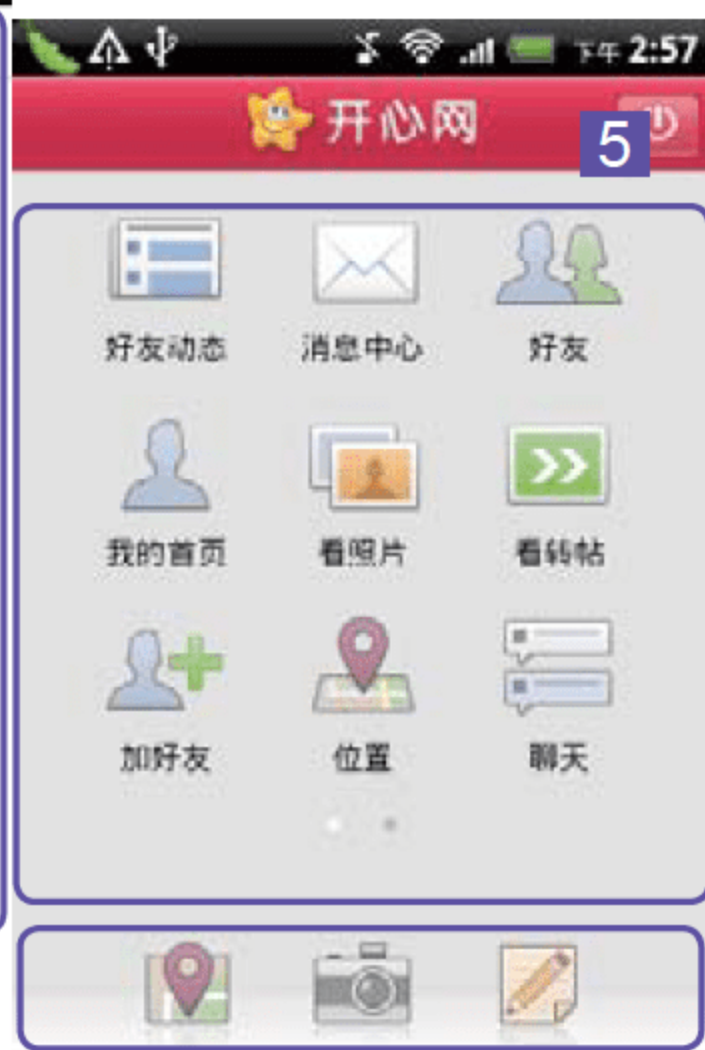 下午 2:57
开心网
5
好友动态 消息中心 好友
我的首页 看照片 看转帖
加好友 位置 聊天